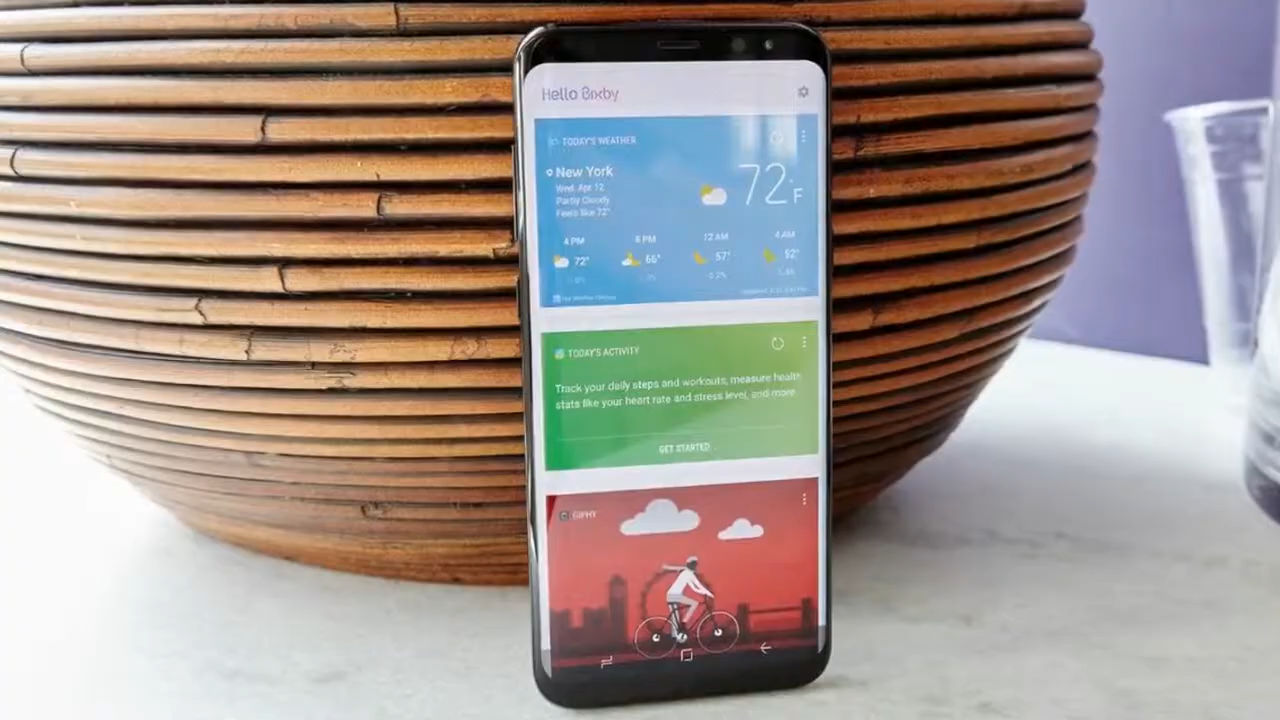 Hello Bixby
TODAY'S WEATHER
New York
Wed, Apr 12
Partly Cloudy
Feels like 72°
72°F
4 PM 8 PM 12 AM 4 AM
72° 66° 57° 52°
TODAY'S ACTIVITY
Track your daily steps and workouts, measure health
stats like your heart rate and stress level, and more.
GET STARTED
GIPHY